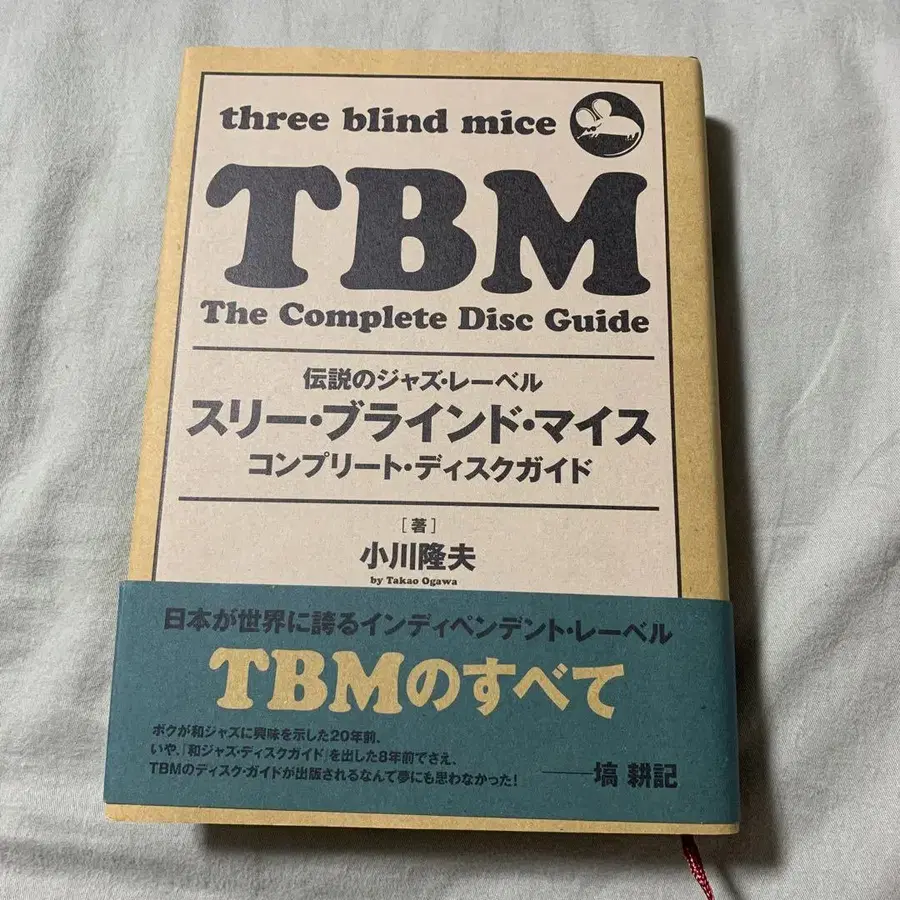 three blind mice
TBM
The Complete Disc Guide
伝説のジャズ・レーベル
スリー・ブラインド・マイス
コンプリート・ディスクガイド
[著]
小川隆夫
by Takao Ogawa
日本が世界に誇るインディペンデント・レーベル
TBMのすべて
ボクが和ジャズに興味を示した20年前、
いや、『和ジャズ・ディスクガイド』を出した8年前でさえ、
TBMのディスク・ガイドが出版されるなんて夢にも思わなかった!
——塙 耕記